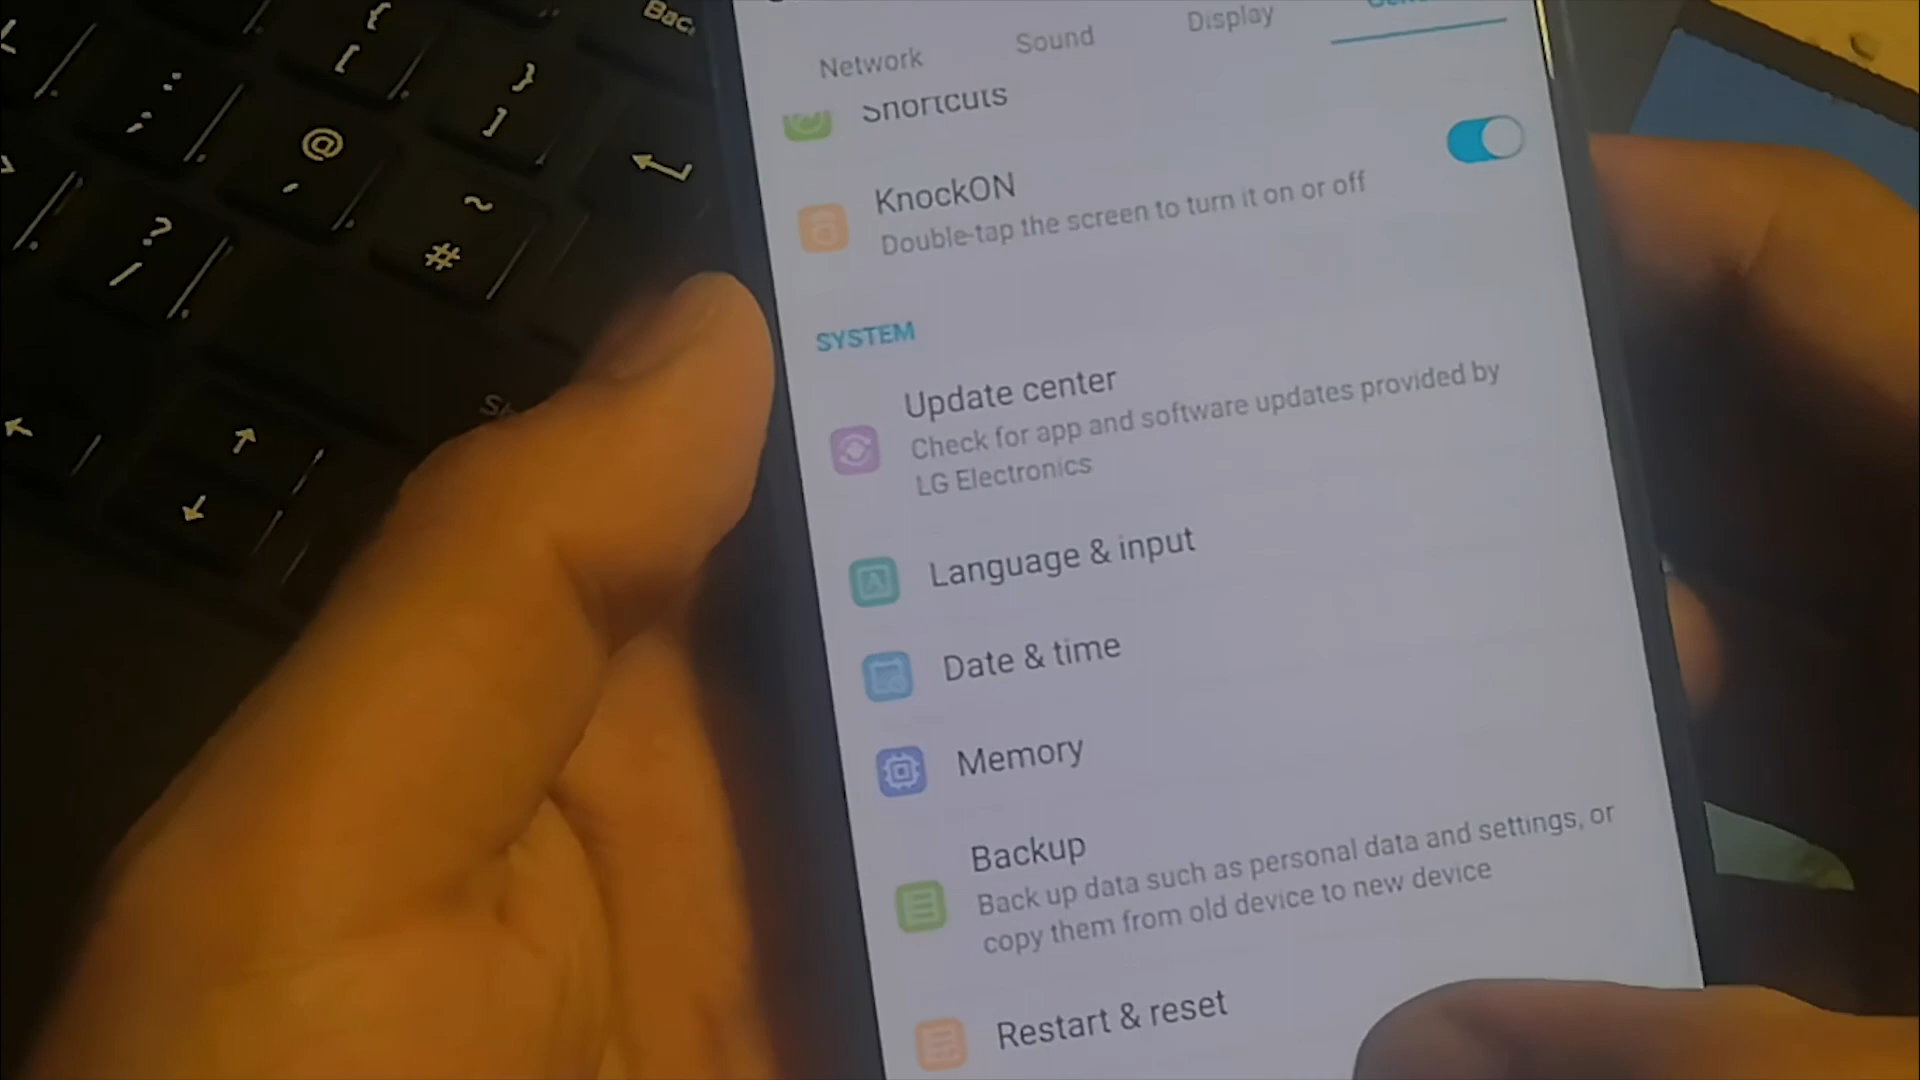 Bac
{
[
}
]
:
;
@
,
~
#
?
/
Network
Sound
Display
Shortcuts
KnockON
Double-tap the screen to turn it on or off
SYSTEM
Update center
Check for app and software updates provided by
LG Electronics
Language & input
Date & time
Memory
Backup
Back up data such as personal data and settings, or
copy them from old device to new device
Restart & reset